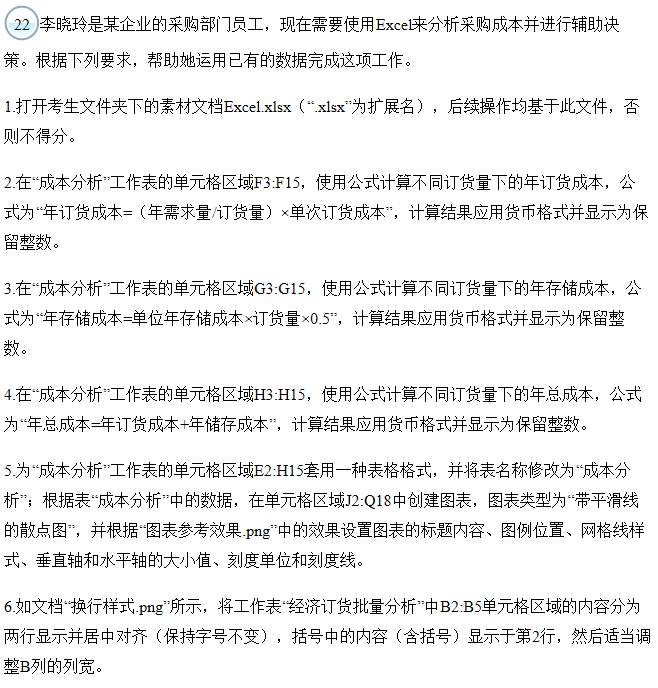 22 李晓玲是某企业的采购部门员工，现在需要使用Excel来分析采购成本并进行辅助决
策。根据下列要求，帮助她运用已有的数据完成这项工作。
1.打开考生文件夹下的素材文档Excel.xlsx（“.xlsx”为扩展名），后续操作均基于此文件，否
则不得分。
2.在“成本分析”工作表的单元格区域F3:F15，使用公式计算不同订货量下的年订货成本，公
式为“年订货成本=（年需求量/订货量）×单次订货成本”，计算结果应用货币格式并显示为保
留整数。
3.在“成本分析”工作表的单元格区域G3:G15，使用公式计算不同订货量下的年存储成本，公
式为“年存储成本=单位年存储成本×订货量×0.5”，计算结果应用货币格式并显示为保留整
数。
4.在“成本分析”工作表的单元格区域H3:H15，使用公式计算不同订货量下的年总成本，公式
为“年总成本=年订货成本+年储存成本”，计算结果应用货币格式并显示为保留整数。
5.为“成本分析”工作表的单元格区域E2:H15套用一种表格格式，并将表名称修改为“成本分
析”；根据表“成本分析”中的数据，在单元格区域J2:Q18中创建图表，图表类型为“带平滑线
的散点图”，并根据“图表参考效果.png”中的效果设置图表的标题内容、图例位置、网格线样
式、垂直轴和水平轴的大小值、刻度单位和刻度线。
6.如文档“换行样式.png”所示，将工作表“经济订货批量分析”中B2:B5单元格区域的内容分为
两行显示并居中对齐（保持字号不变），括号中的内容（含括号）显示于第2行，然后适当调
整B列的列宽。